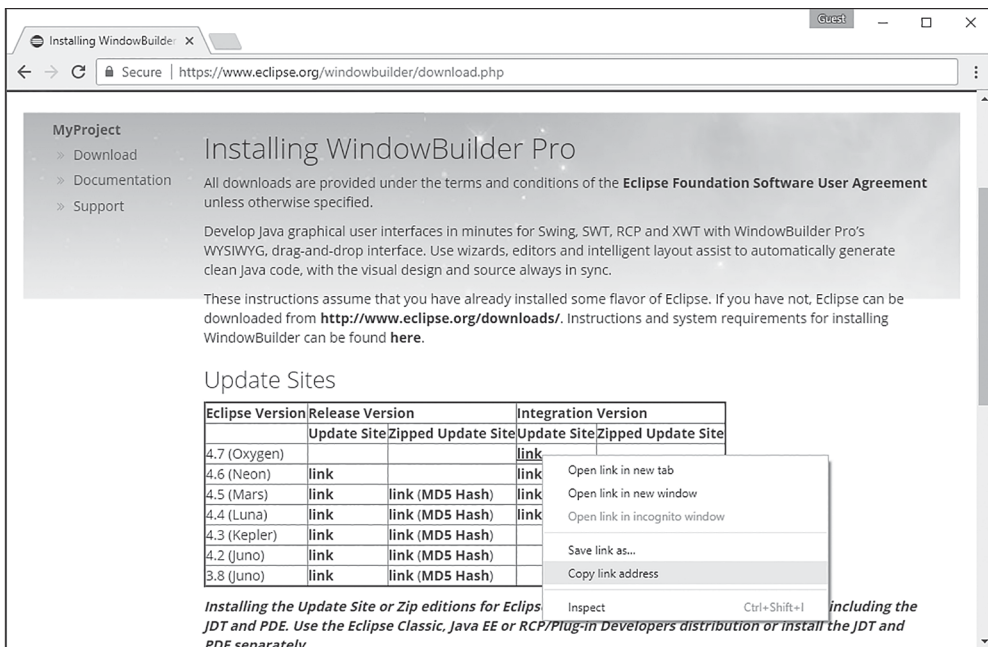 Guest
Installing WindowBuilder
Secure | https://www.eclipse.org/windowbuilder/download.php
MyProject
» Download
» Documentation
» Support
Installing WindowBuilder Pro
All downloads are provided under the terms and conditions of the Eclipse Foundation Software User Agreement
unless otherwise specified.
Develop Java graphical user interfaces in minutes for Swing, SWT, RCP and XWT with WindowBuilder Pro's
WYSIWYG, drag-and-drop interface. Use wizards, editors and intelligent layout assist to automatically generate
clean Java code, with the visual design and source always in sync.
These instructions assume that you have already installed some flavor of Eclipse. If you have not, Eclipse can be
downloaded from http://www.eclipse.org/downloads/. Instructions and system requirements for installing
WindowBuilder can be found here.
Update Sites
Eclipse Version Release Version Integration Version
Update Site Zipped Update Site Update Site Zipped Update Site
4.7 (Oxygen) link
4.6 (Neon) link link
4.5 (Mars) link link (MD5 Hash) link
4.4 (Luna) link link (MD5 Hash) link
4.3 (Kepler) link link (MD5 Hash)
4.2 (Juno) link link (MD5 Hash)
3.8 (Juno) link link (MD5 Hash)
Open link in new tab
Open link in new window
Open link in incognito window
Save link as...
Copy link address
Inspect Ctrl+Shift+I
Installing the Update Site or Zip editions for Eclips including the
JDT and PDE. Use the Eclipse Classic, Java EE or RCP/Plug-in Developers distribution or install the JDT and
PDE separately.